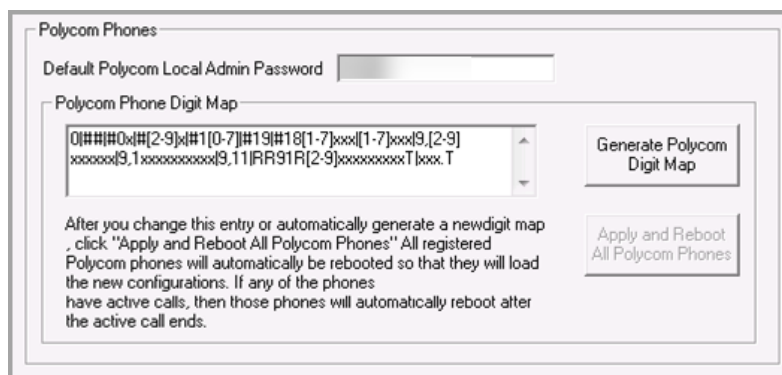 Polycom Phones
Default Polycom Local Admin Password
Polycom Phone Digit Map
0|##|#0x|#[2-9]x|#1[0-7]|#19|#18[1-7]xxx|[1-7]xxx|9,[2-9]
xxxxxx|9,1xxxxxxxxxx|9,11|RR91R[2-9]xxxxxxxxxT|xxx.T
Generate Polycom
Digit Map
After you change this entry or automatically generate a newdigit map
, click "Apply and Reboot All Polycom Phones" All registered
Polycom phones will automatically be rebooted so that they will load
the new configurations. If any of the phones
have active calls, then those phones will automatically reboot after
the active call ends.
Apply and Reboot
All Polycom Phones